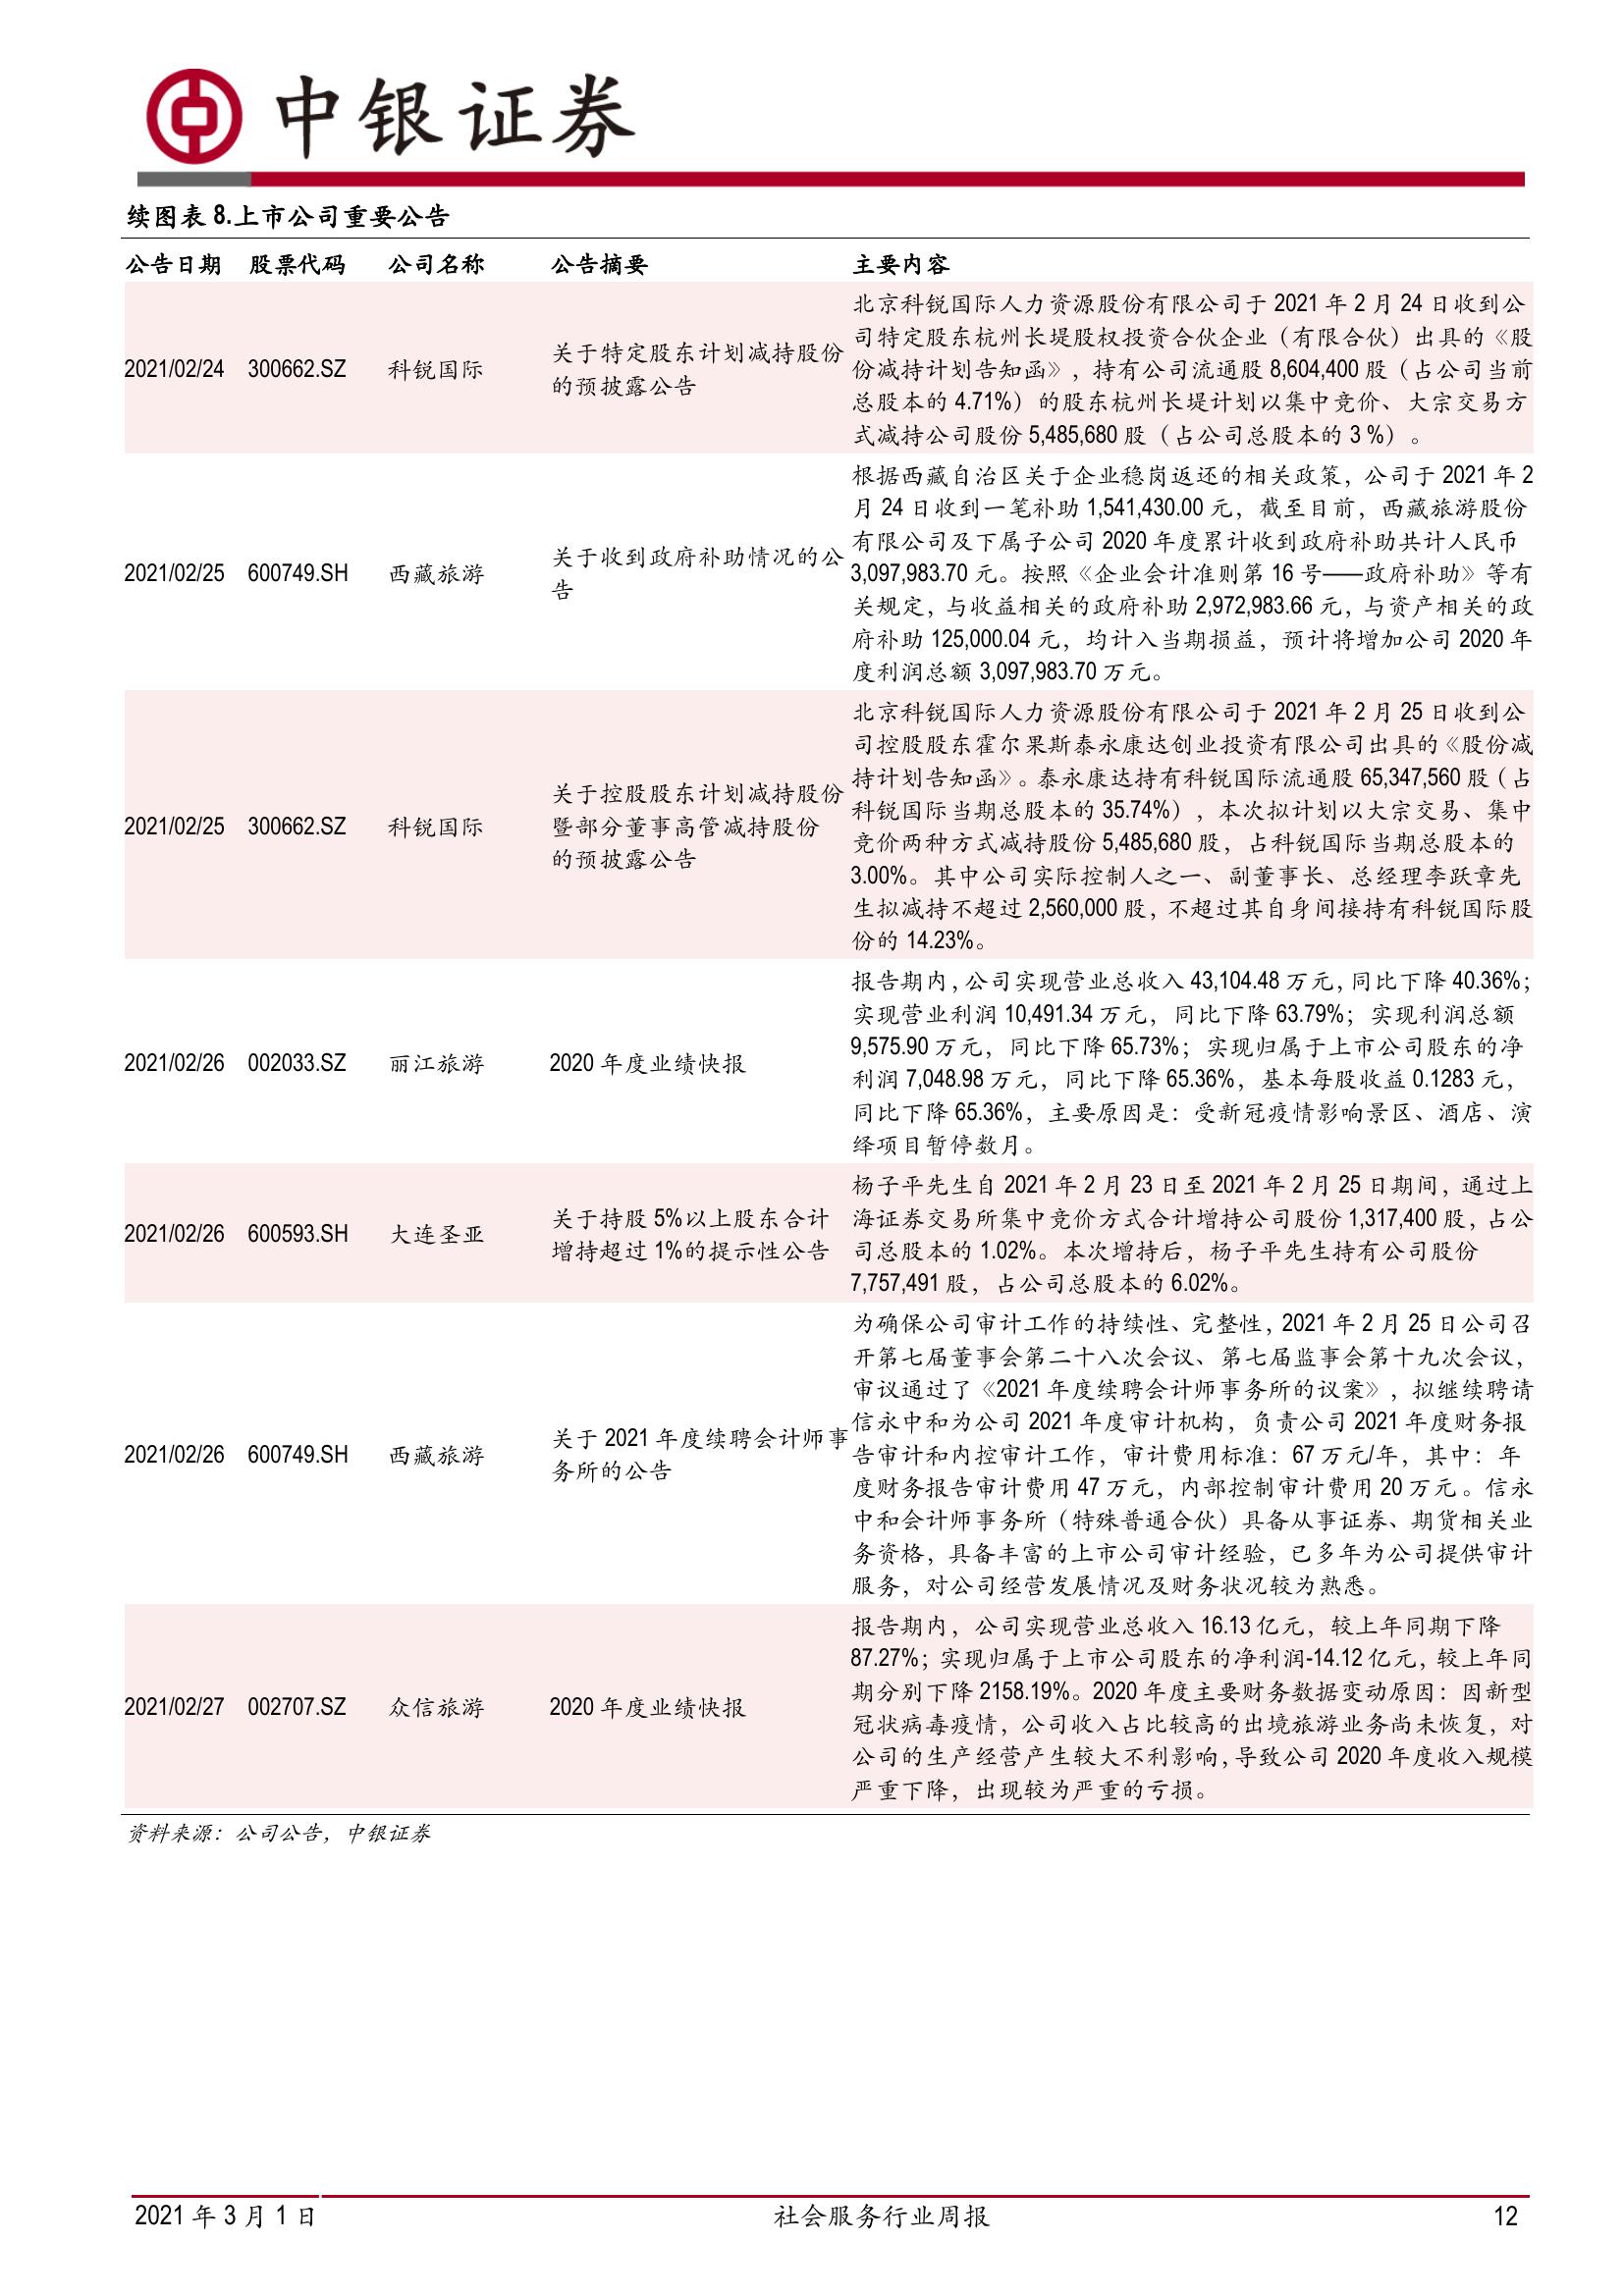 中银证券
续图表 8.上市公司重要公告
公告日期 股票代码 公司名称 公告摘要 主要内容
2021/02/24 300662.SZ 科锐国际
关于特定股东计划减持股份
的预披露公告
北京科锐国际人力资源股份有限公司于 2021 年 2 月 24 日收到公
司特定股东杭州长堤股权投资合伙企业（有限合伙）出具的《股
份减持计划告知函》，持有公司流通股 8,604,400 股（占公司当前
总股本的 4.71%）的股东杭州长堤计划以集中竞价、大宗交易方
式减持公司股份 5,485,680 股（占公司总股本的 3 %）。
2021/02/25 600749.SH 西藏旅游
关于收到政府补助情况的公
告
根据西藏自治区关于企业稳岗返还的相关政策，公司于 2021 年 2
月 24 日收到一笔补助 1,541,430.00 元，截至目前，西藏旅游股份
有限公司及下属子公司 2020 年度累计收到政府补助共计人民币
3,097,983.70 元。按照《企业会计准则第 16 号——政府补助》等有
关规定，与收益相关的政府补助 2,972,983.66 元，与资产相关的政
府补助 125,000.04 元，均计入当期损益，预计将增加公司 2020 年
度利润总额 3,097,983.70 万元。
2021/02/25 300662.SZ 科锐国际
关于控股股东计划减持股份
暨部分董事高管减持股份
的预披露公告
北京科锐国际人力资源股份有限公司于 2021 年 2 月 25 日收到公
司控股股东霍尔果斯泰永康达创业投资有限公司出具的《股份减
持计划告知函》。泰永康达持有科锐国际流通股 65,347,560 股（占
科锐国际当期总股本的 35.74%），本次拟计划以大宗交易、集中
竞价两种方式减持股份 5,485,680 股，占科锐国际当期总股本的
3.00%。其中公司实际控制人之一、副董事长、总经理李跃章先
生拟减持不超过 2,560,000 股，不超过其自身间接持有科锐国际股
份的 14.23%。
2021/02/26 002033.SZ 丽江旅游 2020 年度业绩快报
报告期内，公司实现营业总收入 43,104.48 万元，同比下降 40.36%；
实现营业利润 10,491.34 万元，同比下降 63.79%；实现利润总额
9,575.90 万元，同比下降 65.73%；实现归属于上市公司股东的净
利润 7,048.98 万元，同比下降 65.36%，基本每股收益 0.1283 元，
同比下降 65.36%，主要原因是：受新冠疫情影响景区、酒店、演
绎项目暂停数月。
2021/02/26 600593.SH 大连圣亚
关于持股 5%以上股东合计
增持超过 1%的提示性公告
杨子平先生自 2021 年 2 月 23 日至 2021 年 2 月 25 日期间，通过上
海证券交易所集中竞价方式合计增持公司股份 1,317,400 股，占公
司总股本的 1.02%。本次增持后，杨子平先生持有公司股份
7,757,491 股，占公司总股本的 6.02%。
2021/02/26 600749.SH 西藏旅游
关于 2021 年度续聘会计师事
务所的公告
为确保公司审计工作的持续性、完整性，2021 年 2 月 25 日公司召
开第七届董事会第二十八次会议、第七届监事会第十九次会议，
审议通过了《2021 年度续聘会计师事务所的议案》，拟继续聘请
信永中和为公司 2021 年度审计机构，负责公司 2021 年度财务报
告审计和内控审计工作，审计费用标准：67 万元/年，其中：年
度财务报告审计费用 47 万元，内部控制审计费用 20 万元。信永
中和会计师事务所（特殊普通合伙）具备从事证券、期货相关业
务资格，具备丰富的上市公司审计经验，已多年为公司提供审计
服务，对公司经营发展情况及财务状况较为熟悉。
2021/02/27 002707.SZ 众信旅游 2020 年度业绩快报
报告期内，公司实现营业总收入 16.13 亿元，较上年同期下降
87.27%；实现归属于上市公司股东的净利润-14.12 亿元，较上年同
期分别下降 2158.19%。2020 年度主要财务数据变动原因：因新型
冠状病毒疫情，公司收入占比较高的出境旅游业务尚未恢复，对
公司的生产经营产生较大不利影响，导致公司 2020 年度收入规模
严重下降，出现较为严重的亏损。
资料来源：公司公告，中银证券
2021 年 3 月 1 日 社会服务行业周报 12